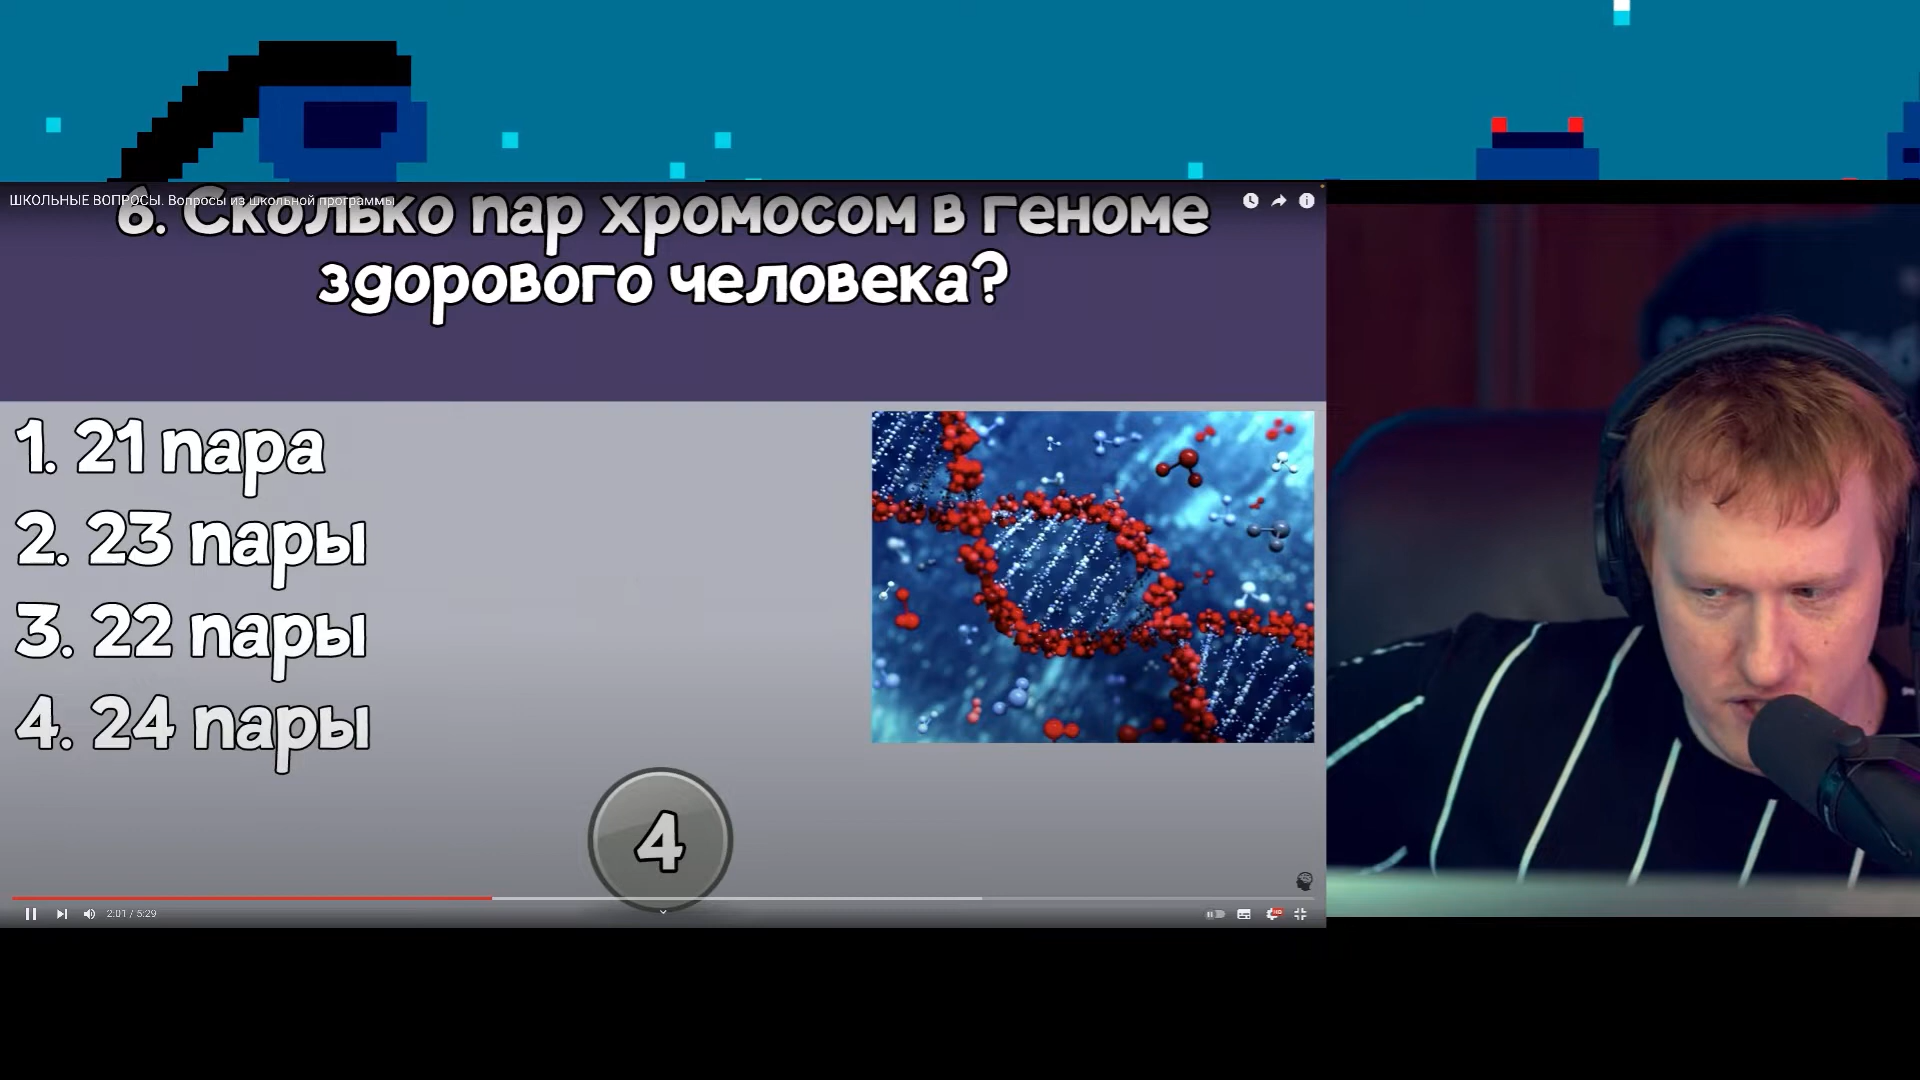 ШКОЛЬНЫЕ ВОПРОСЫ. Вопросы из школьной программы
6. Сколько пар хромосом в геноме
здорового человека?
1. 21 пара
2. 23 пары
3. 22 пары
4. 24 пары
4
2:01 / 5:29